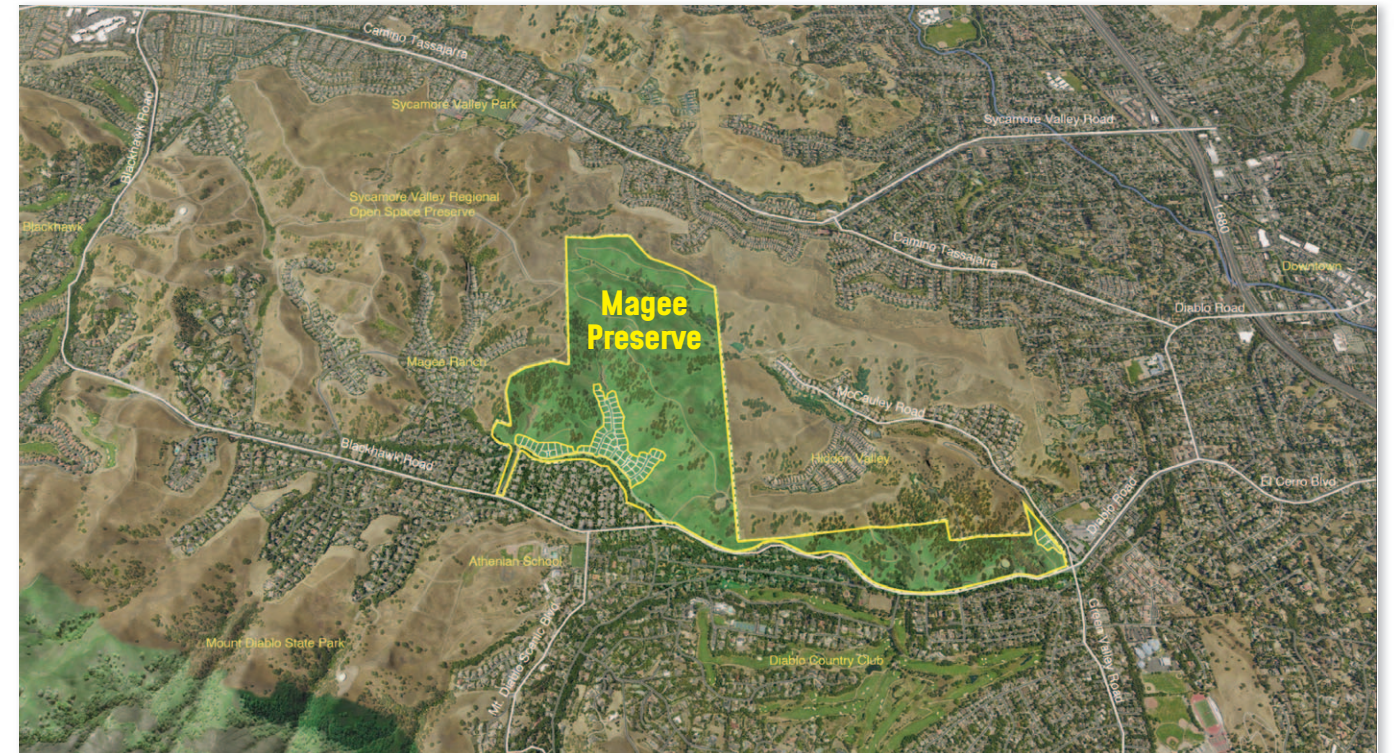 Camino Tassajarra
Sycamore Valley Park
Sycamore Valley Road
Blackhawk Road
Sycamore Valley Regional
Open Space Preserve
Blackhawk
680
Camino Tassajarra
Downtown
Magee
Preserve
Diablo Road
Magee Ranch
McCauley Road
Blackhawk Road
Hidden Valley
El Cerro Blvd
Diablo Road
Athenian School
Mt. Diablo Scenic Blvd
Green Valley Road
Mount Diablo State Park
Diablo Country Club